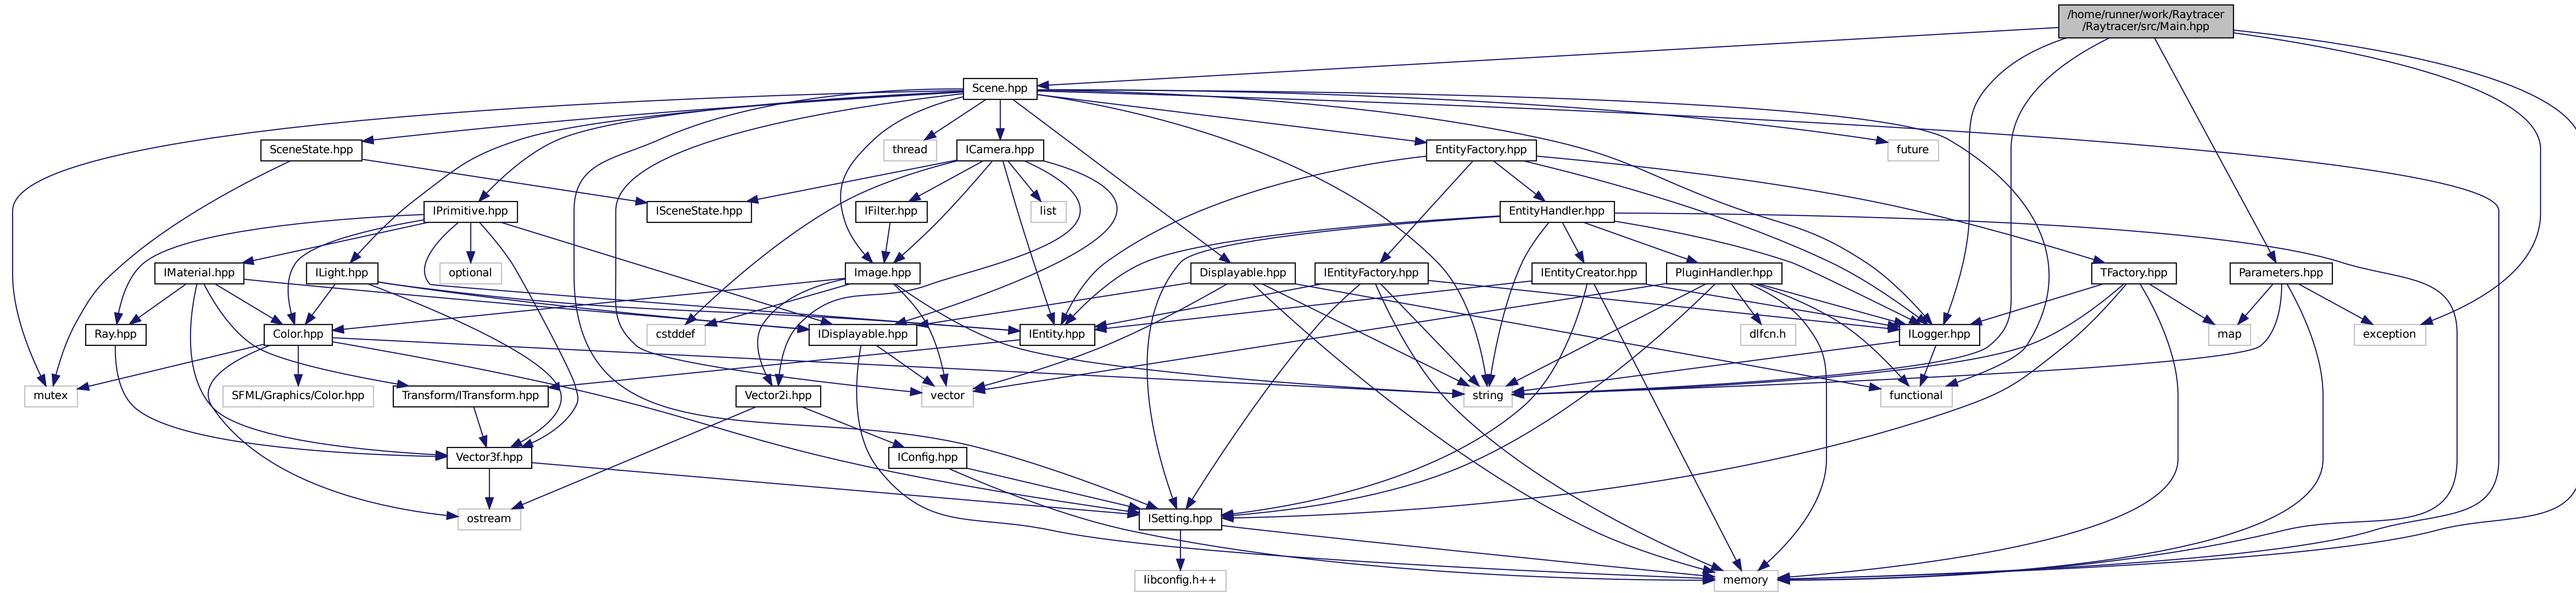 /home/runner/work/Raytracer
/Raytracer/src/Main.hpp
Scene.hpp
SceneState.hpp
thread
ICamera.hpp
EntityFactory.hpp
future
IPrimitive.hpp
ISceneState.hpp
IFilter.hpp
list
EntityHandler.hpp
IMaterial.hpp
ILight.hpp
optional
Image.hpp
Displayable.hpp
IEntityFactory.hpp
IEntityCreator.hpp
PluginHandler.hpp
TFactory.hpp
Parameters.hpp
Ray.hpp
Color.hpp
cstddef
IDisplayable.hpp
IEntity.hpp
dlfcn.h
ILogger.hpp
map
exception
mutex
SFML/Graphics/Color.hpp
Transform/ITransform.hpp
Vector2i.hpp
vector
string
functional
Vector3f.hpp
IConfig.hpp
ostream
ISetting.hpp
libconfig.h++
memory